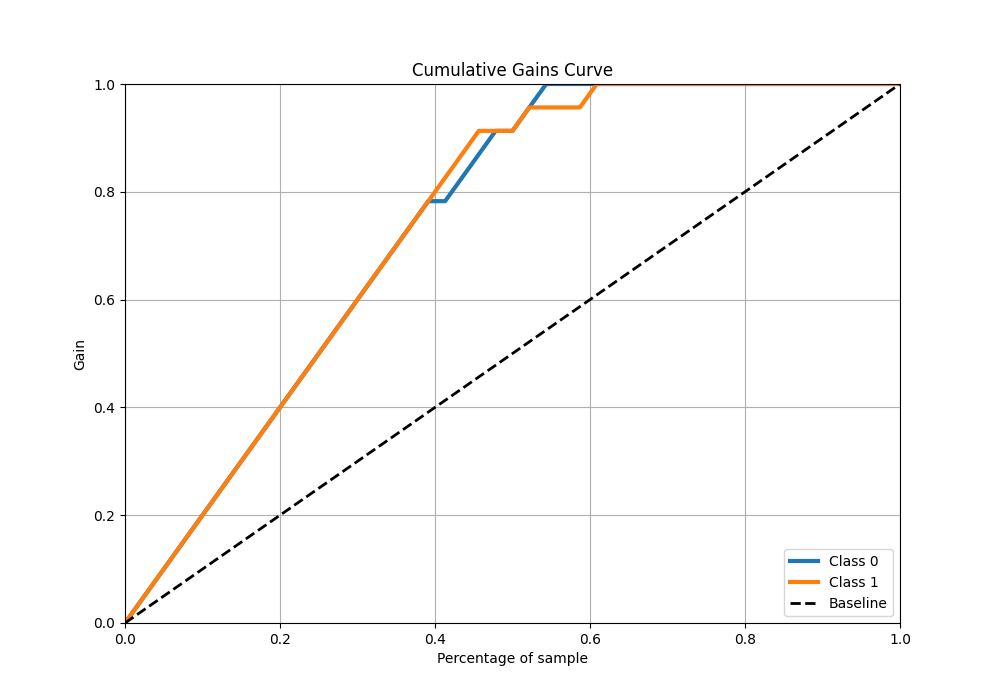 Cumulative Gains Curve
1.0
0.8
0.6
0.4
0.2
0.0
Gain
0.0 0.2 0.4 0.6 0.8 1.0
Percentage of sample
Class 0
Class 1
Baseline